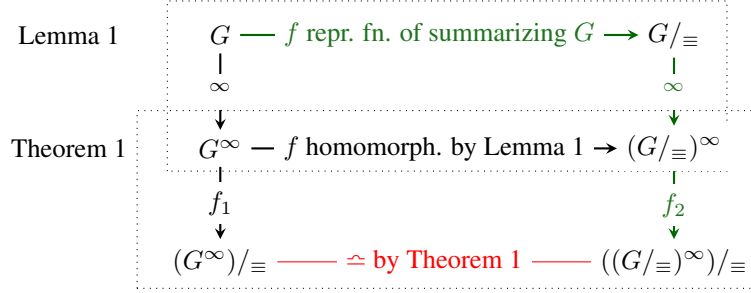 Lemma 1 G f repr. fn. of summarizing G G/≡
∞ ∞
Theorem 1 G^∞ f homomorph. by Lemma 1 (G/≡)^∞
f₁ f₂
(G^∞)/≡ ≏ by Theorem 1 ((G/≡)^∞)/≡